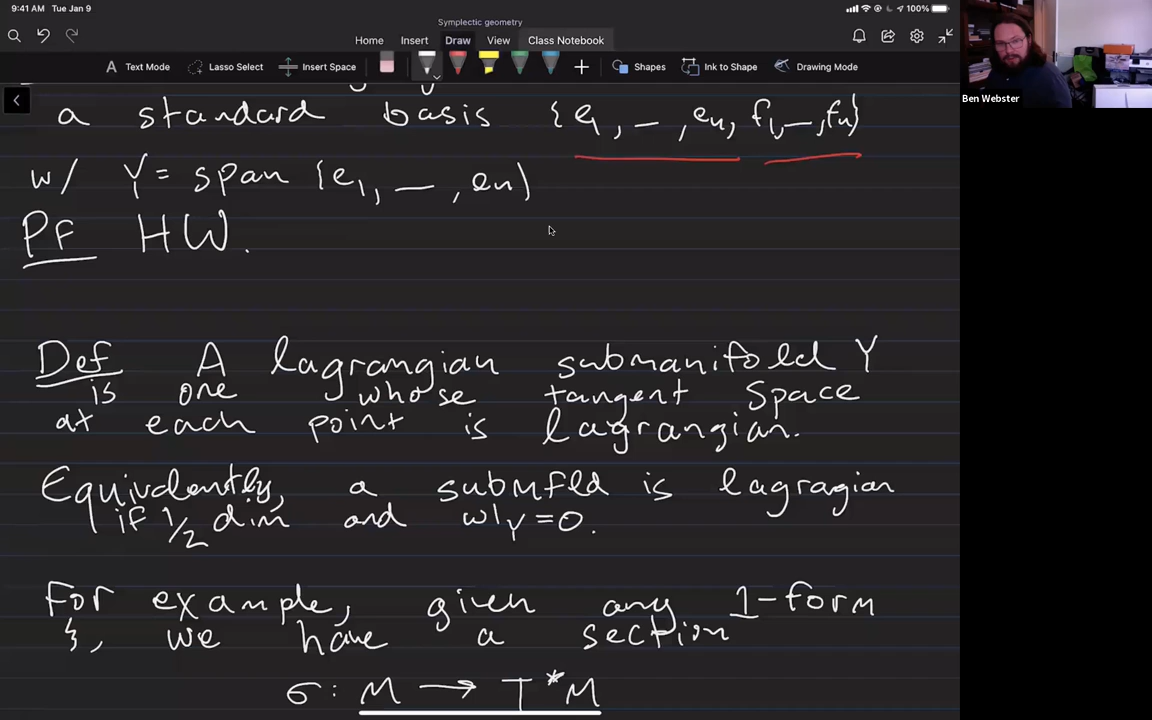 9:41 AM Tue Jan 9
100%
Symplectic geometry
Home Insert Draw View Class Notebook
Text Mode Lasso Select Insert Space Shapes Ink to Shape Drawing Mode
Ben Webster
a standard basis {e1, — , en, f1, —, fn}
w/ Y = span {e1, — , en}
Pf HW.
Def A lagrangian submanifold Y
is one whose tangent space
at each point is lagrangian.
Equivalently, a submfld is lagragian
if 1/2 dim and ω|Y = 0.
For example, given any 1-form
ξ, we have a section
σ: M → T*M